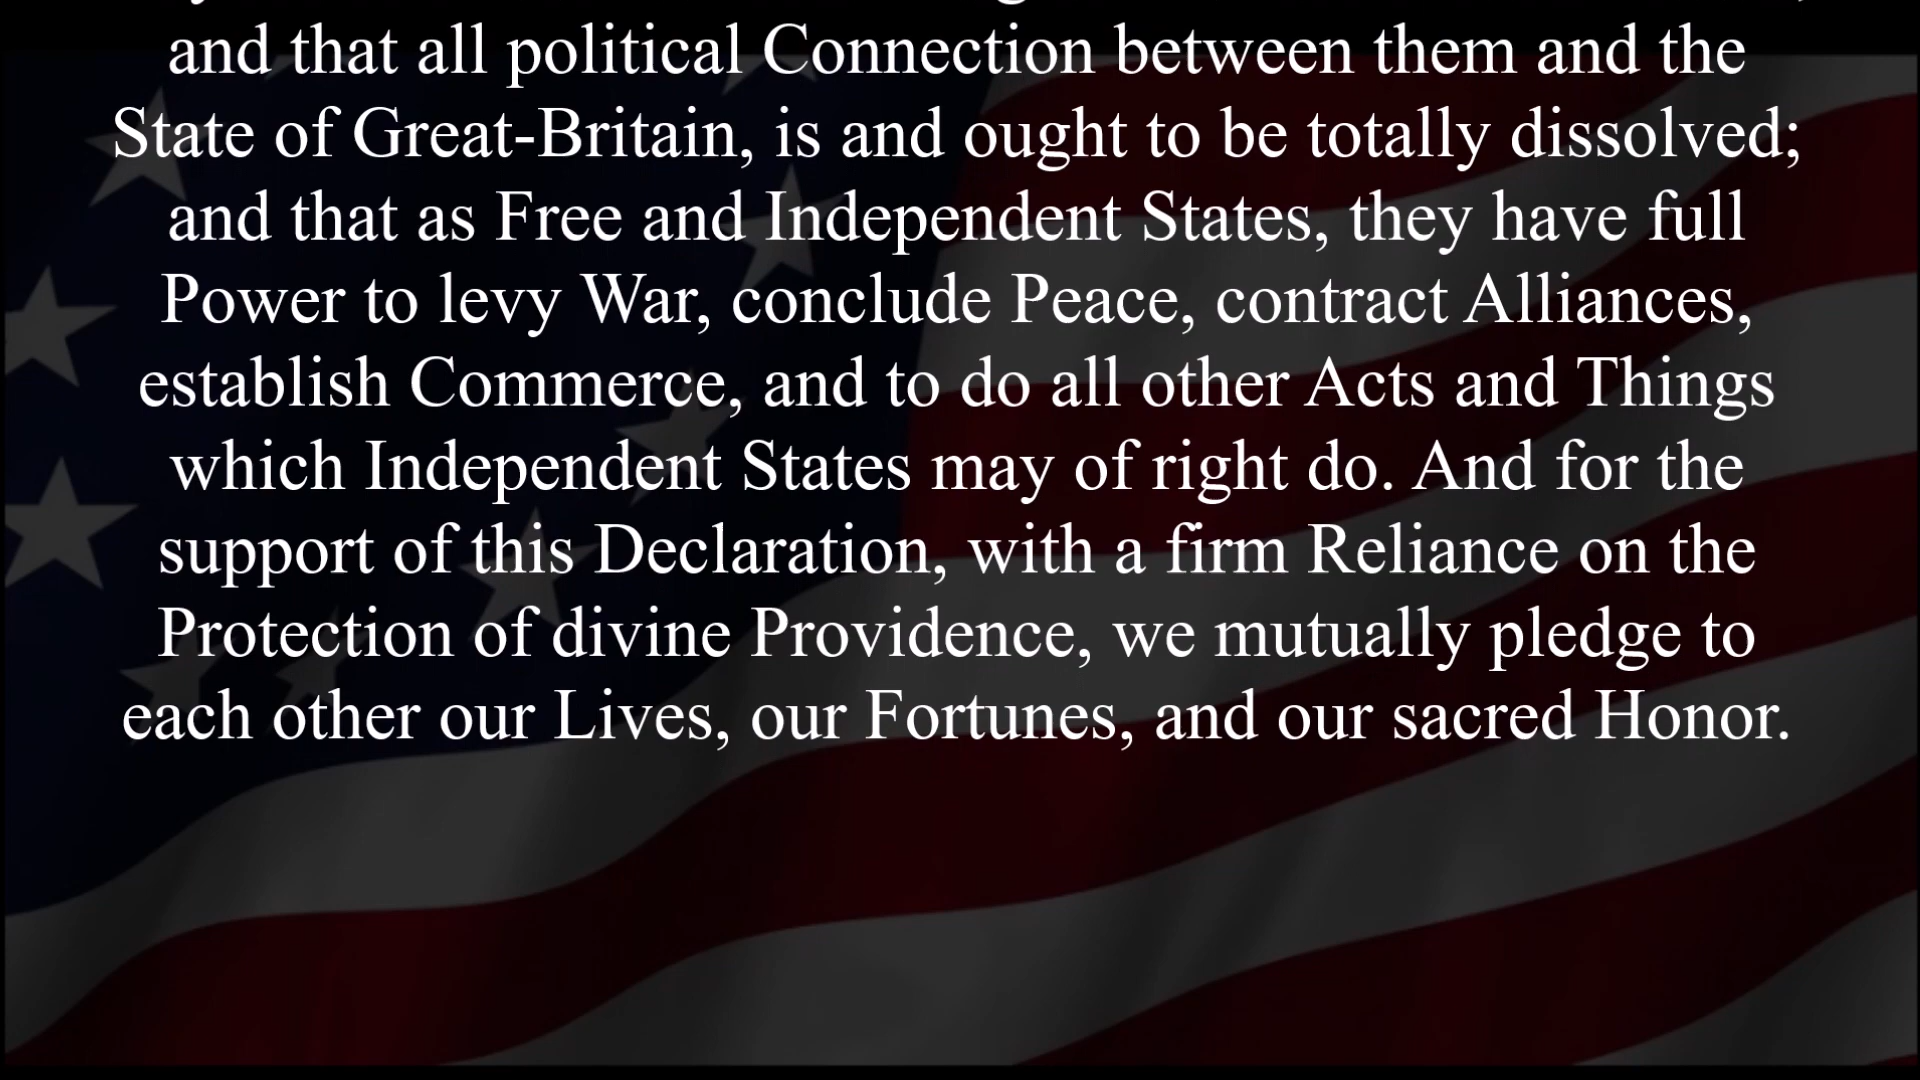 and that all political Connection between them and the
State of Great-Britain, is and ought to be totally dissolved;
and that as Free and Independent States, they have full
Power to levy War, conclude Peace, contract Alliances,
establish Commerce, and to do all other Acts and Things
which Independent States may of right do. And for the
support of this Declaration, with a firm Reliance on the
Protection of divine Providence, we mutually pledge to
each other our Lives, our Fortunes, and our sacred Honor.